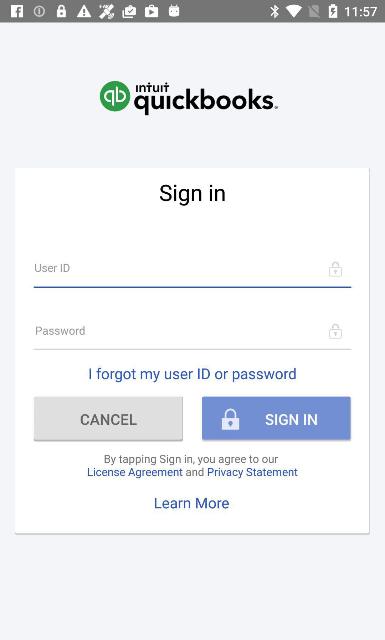 11:57
intuit
quickbooks.
Sign in
User ID
Password
I forgot my user ID or password
CANCEL
SIGN IN
By tapping Sign in, you agree to our
License Agreement and Privacy Statement
Learn More